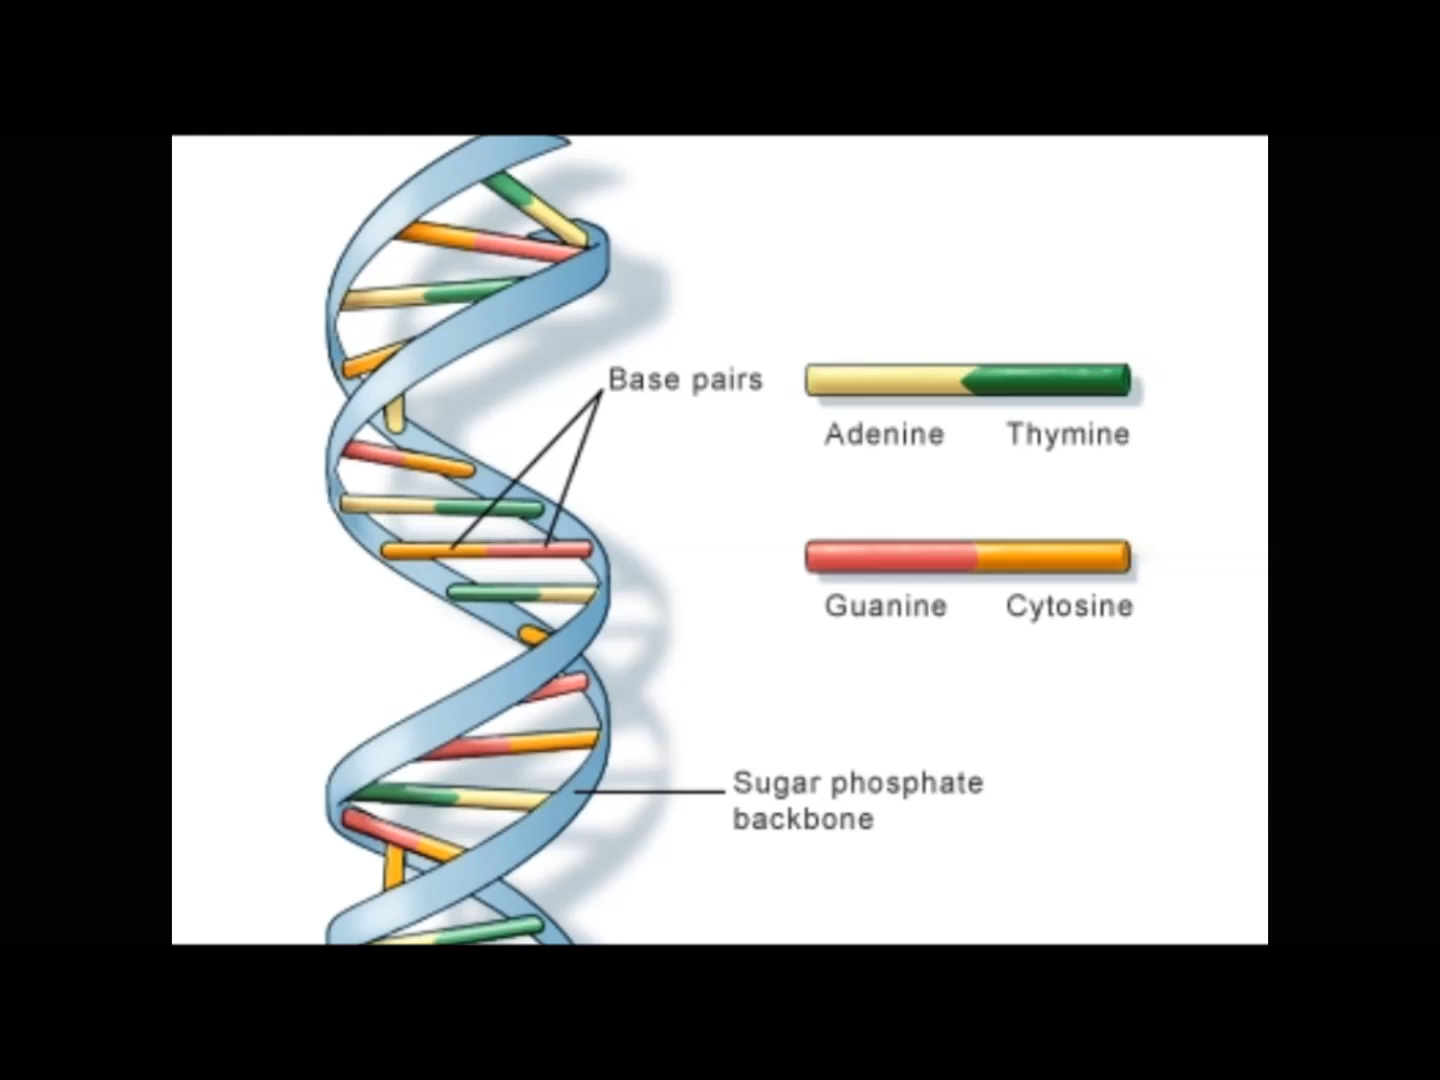 Base pairs
Adenine Thymine
Guanine Cytosine
Sugar phosphate
backbone